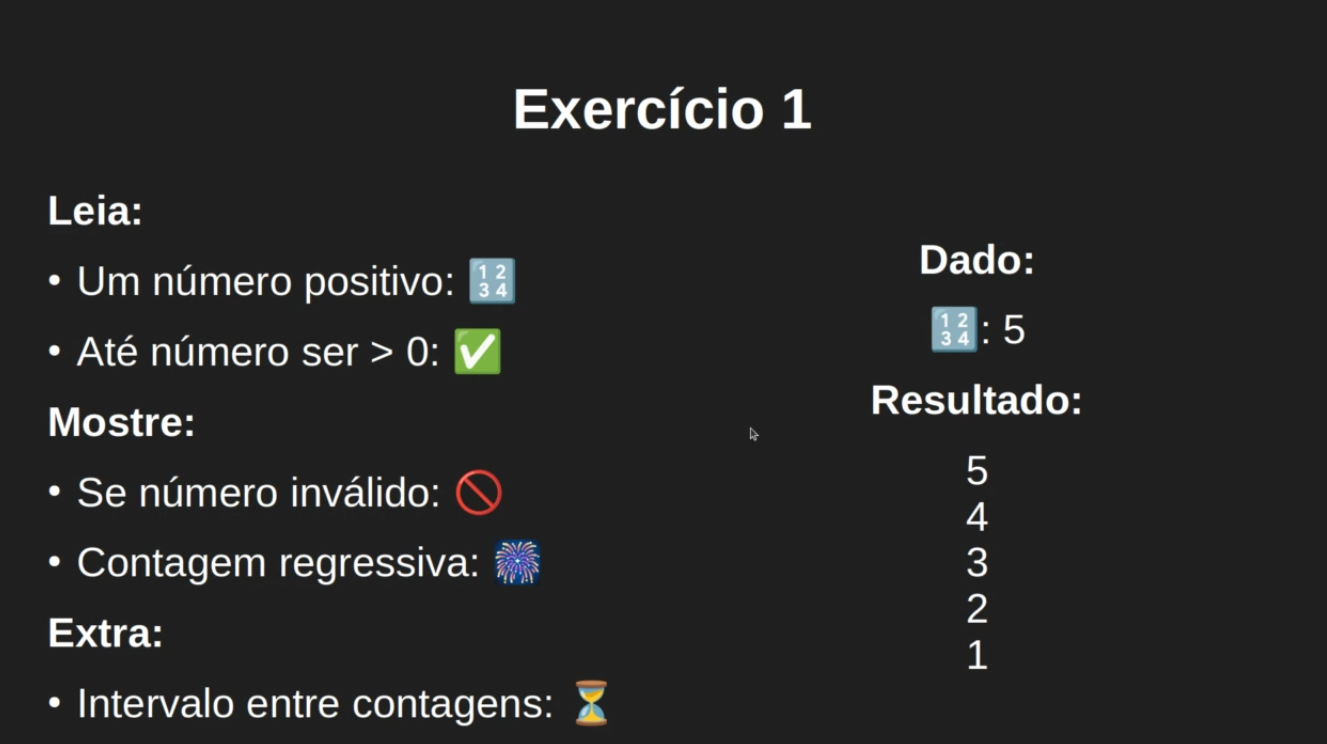 Exercício 1
Leia:
• Um número positivo: 🔢
• Até número ser > 0: ✅
Mostre:
• Se número inválido: 🚫
• Contagem regressiva: 🎆
Extra:
• Intervalo entre contagens: ⏳
Dado:
🔢: 5
Resultado:
5
4
3
2
1